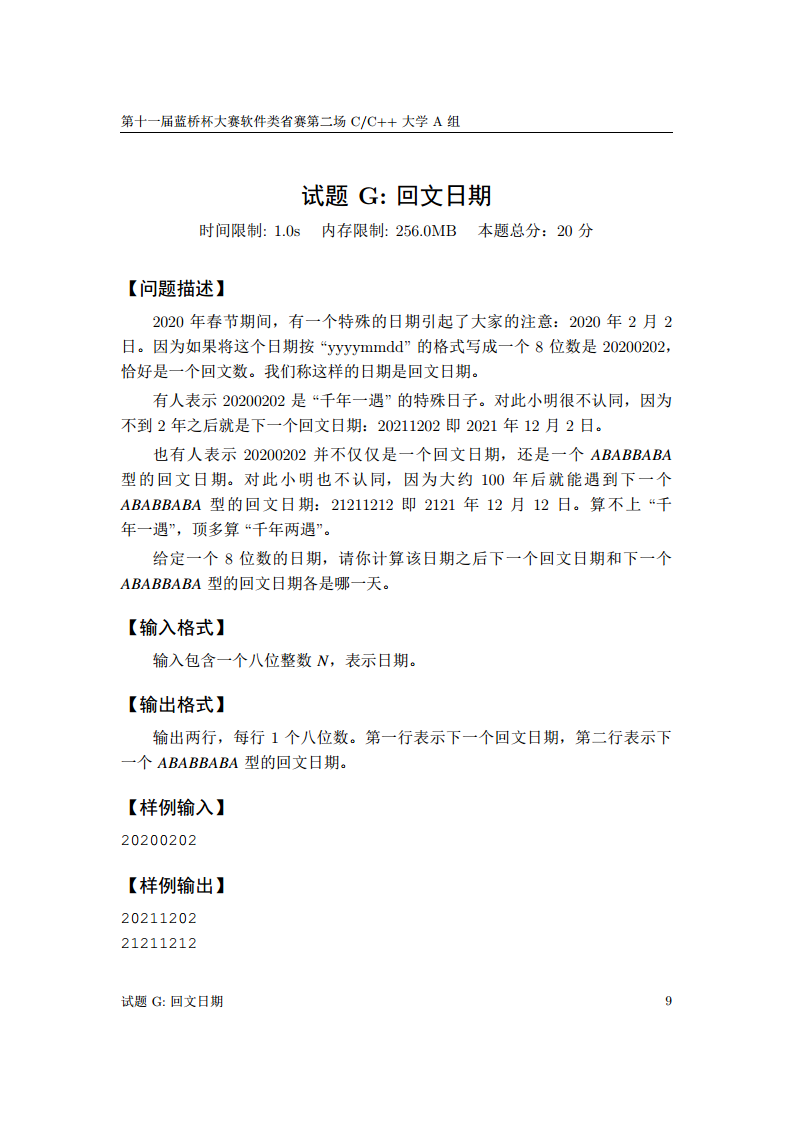 第十一届蓝桥杯大赛软件类省赛第二场 C/C++ 大学 A 组
试题 G: 回文日期
时间限制: 1.0s 内存限制: 256.0MB 本题总分：20 分
【问题描述】
2020 年春节期间，有一个特殊的日期引起了大家的注意：2020 年 2 月 2
日。因为如果将这个日期按 “yyyymmdd” 的格式写成一个 8 位数是 20200202，
恰好是一个回文数。我们称这样的日期是回文日期。
有人表示 20200202 是 “千年一遇” 的特殊日子。对此小明很不认同，因为
不到 2 年之后就是下一个回文日期：20211202 即 2021 年 12 月 2 日。
也有人表示 20200202 并不仅仅是一个回文日期，还是一个 ABABBABA
型的回文日期。对此小明也不认同，因为大约 100 年后就能遇到下一个
ABABBABA 型的回文日期：21211212 即 2121 年 12 月 12 日。算不上 “千
年一遇”，顶多算 “千年两遇”。
给定一个 8 位数的日期，请你计算该日期之后下一个回文日期和下一个
ABABBABA 型的回文日期各是哪一天。
【输入格式】
输入包含一个八位整数 N，表示日期。
【输出格式】
输出两行，每行 1 个八位数。第一行表示下一个回文日期，第二行表示下
一个 ABABBABA 型的回文日期。
【样例输入】
20200202
【样例输出】
20211202
21211212
试题 G: 回文日期 9